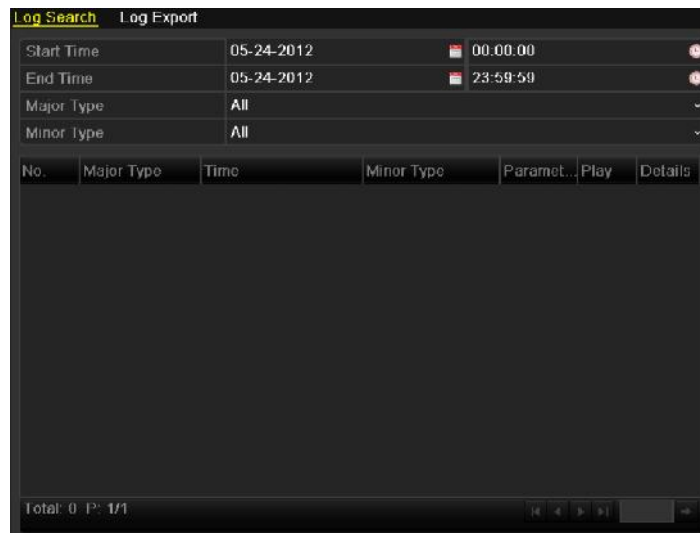 Log Search Log Export
Start Time 05-24-2012 00:00:00
End Time 05-24-2012 23:59:59
Major Type All
Minor Type All
No. Major Type Time Minor Type Paramet... Play Details
Total: 0 P: 1/1